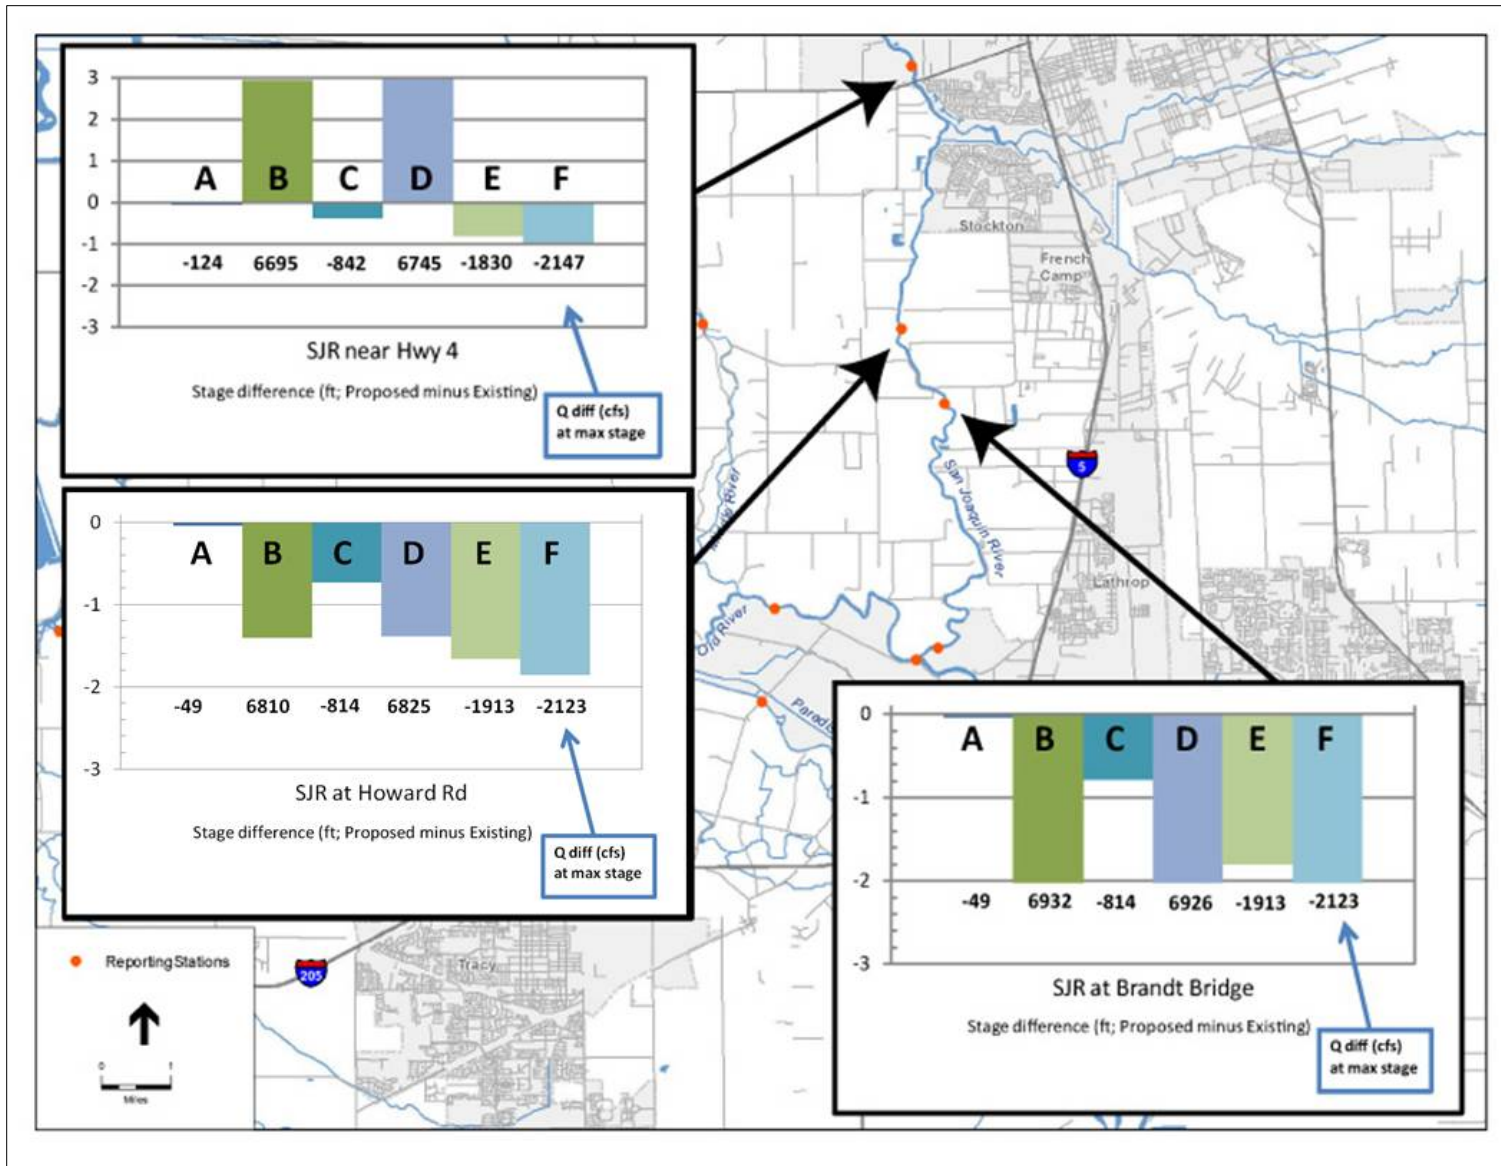 3
2
1
0
-1
-2
-3
A B C D E F
-124 6695 -842 6745 -1830 -2147
SJR near Hwy 4
Stage difference (ft; Proposed minus Existing)
Q diff (cfs)
at max stage
0
-1
-2
-3
A B C D E F
-49 6810 -814 6825 -1913 -2123
SJR at Howard Rd
Stage difference (ft; Proposed minus Existing)
Q diff (cfs)
at max stage
0
-1
-2
-3
A B C D E F
-49 6932 -814 6926 -1913 -2123
SJR at Brandt Bridge
Stage difference (ft; Proposed minus Existing)
Q diff (cfs)
at max stage
Stockton
French
Camp
5
San Joaquin River
Lathrop
River
Old River
Tracy
205
Reporting Stations
0 1
Miles